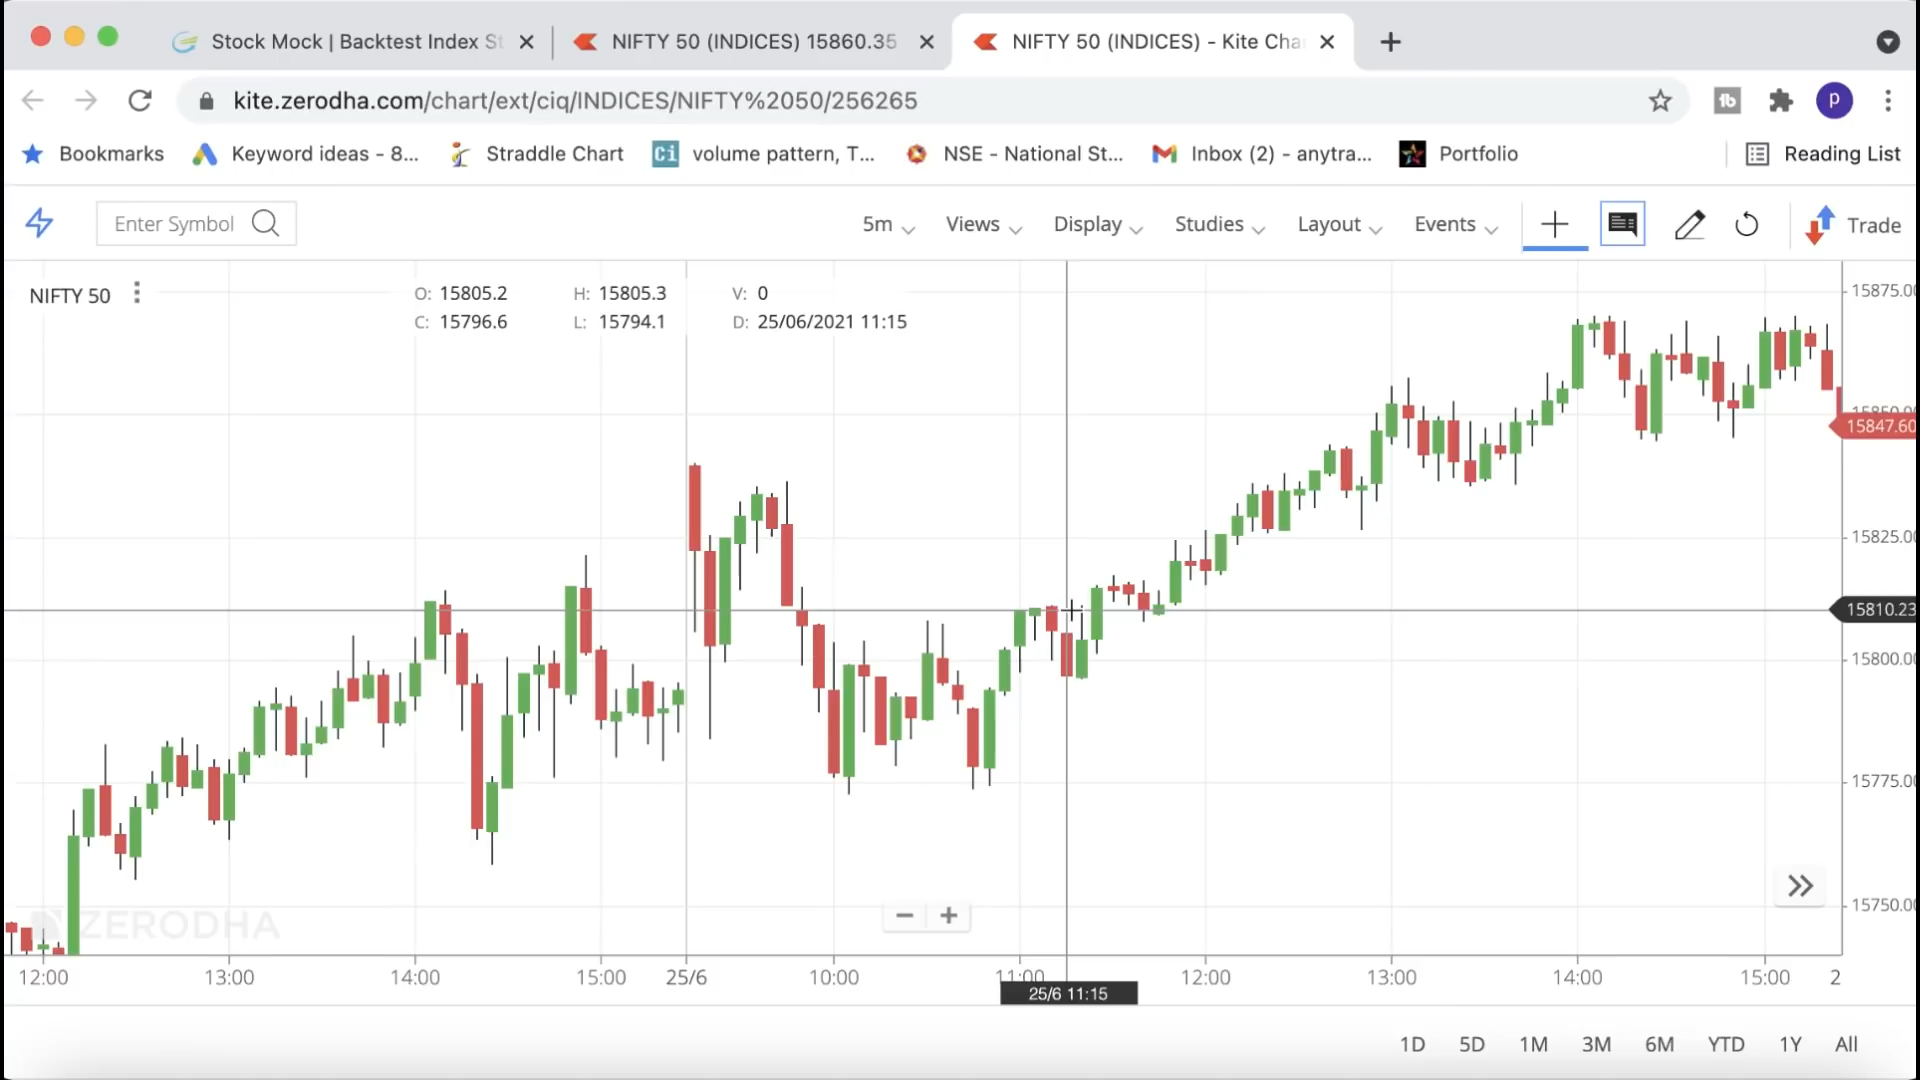 Stock Mock | Backtest Index St
NIFTY 50 (INDICES) 15860.35
NIFTY 50 (INDICES) - Kite Cha
kite.zerodha.com/chart/ext/ciq/INDICES/NIFTY%2050/256265
tb
p
Bookmarks
Keyword ideas - 8...
Straddle Chart
Ci
volume pattern, T...
NSE - National St...
Inbox (2) - anytra...
Portfolio
Reading List
Enter Symbol
5m
Views
Display
Studies
Layout
Events
Trade
NIFTY 50
O: 15805.2 H: 15805.3 V: 0
C: 15796.6 L: 15794.1 D: 25/06/2021 11:15
15875.00
15850.00
15847.60
15825.00
15810.23
15800.00
15775.00
15750.00
ZERODHA
12:00 13:00 14:00 15:00 25/6 10:00 11:00 12:00 13:00 14:00 15:00 2
25/6 11:15
1D 5D 1M 3M 6M YTD 1Y All